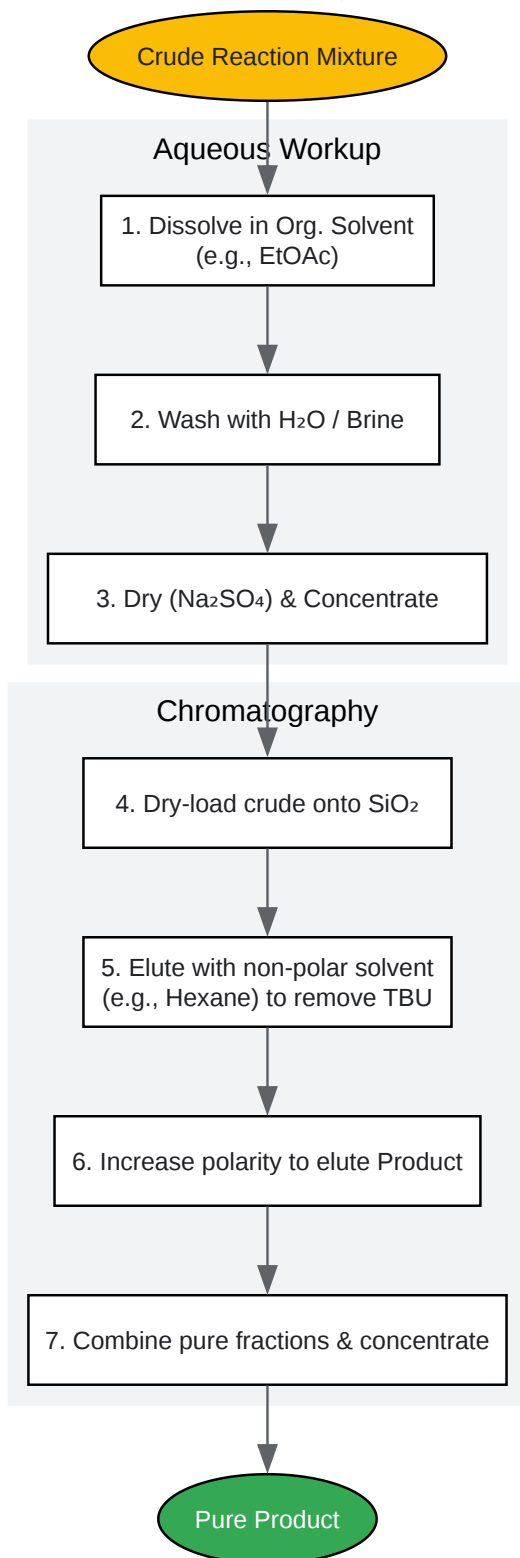 Crude Reaction Mixture
Aqueous Workup
1. Dissolve in Org. Solvent
(e.g., EtOAc)
2. Wash with H₂O / Brine
3. Dry (Na₂SO₄) & Concentrate
Chromatography
4. Dry-load crude onto SiO₂
5. Elute with non-polar solvent
(e.g., Hexane) to remove TBU
6. Increase polarity to elute Product
7. Combine pure fractions & concentrate
Pure Product